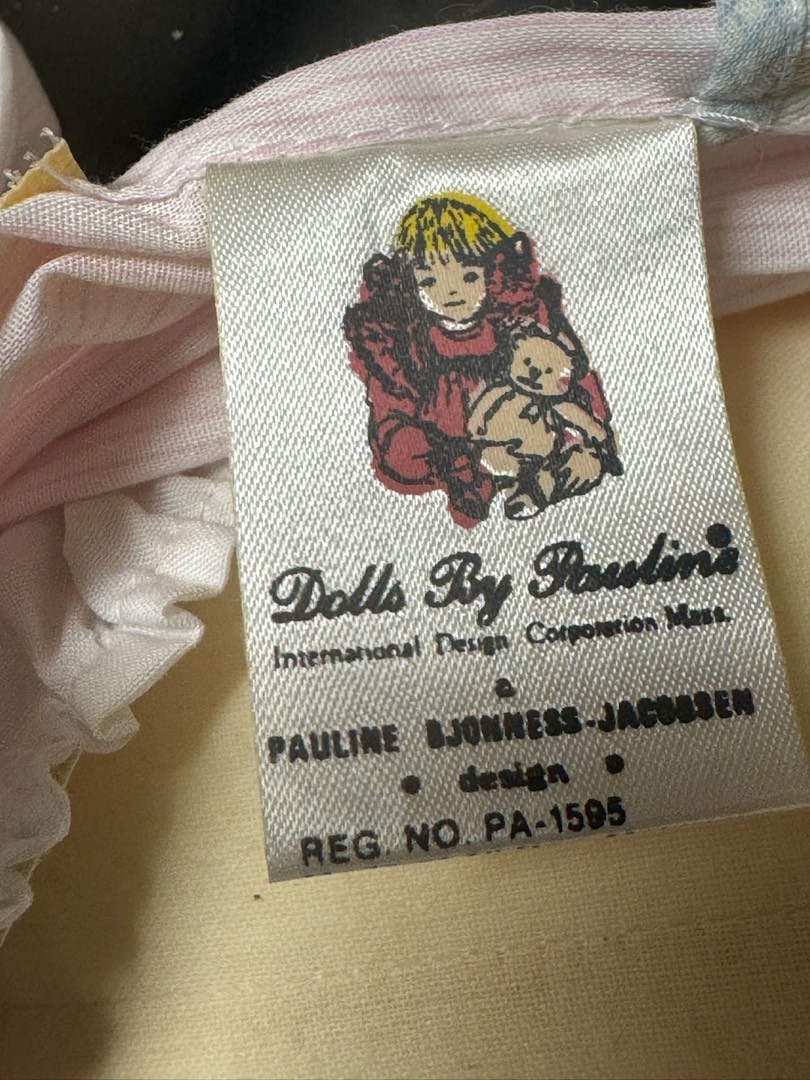 Dolls By Pauline
International Design Corporation Mass.
a
PAULINE BJONNESS-JACOBSEN
• design •
REG. NO. PA-1595